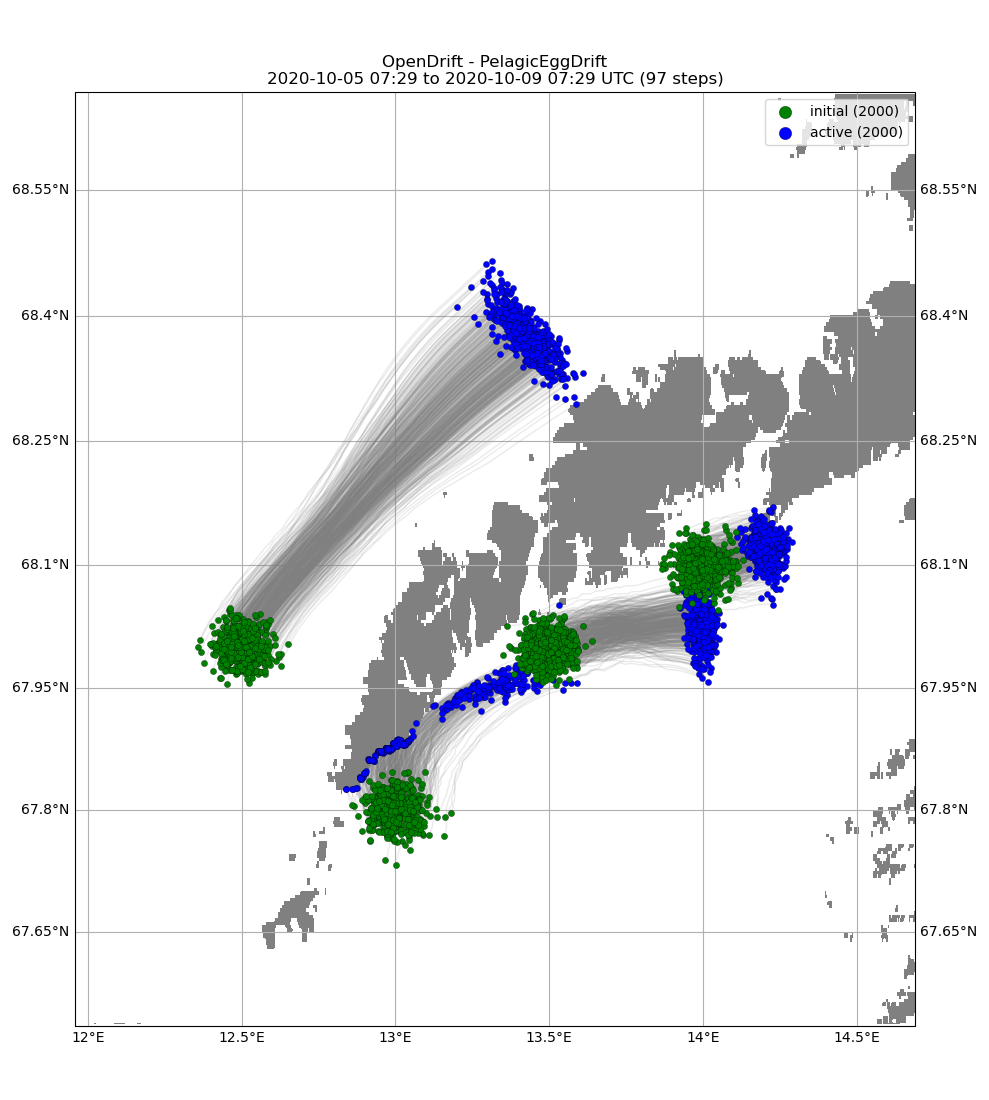 OpenDrift - PelagicEggDrift
2020-10-05 07:29 to 2020-10-09 07:29 UTC (97 steps)
initial (2000)
active (2000)
68.55°N
68.55°N
68.4°N
68.4°N
68.25°N
68.25°N
68.1°N
68.1°N
67.95°N
67.95°N
67.8°N
67.8°N
67.65°N
67.65°N
12°E
12.5°E
13°E
13.5°E
14°E
14.5°E